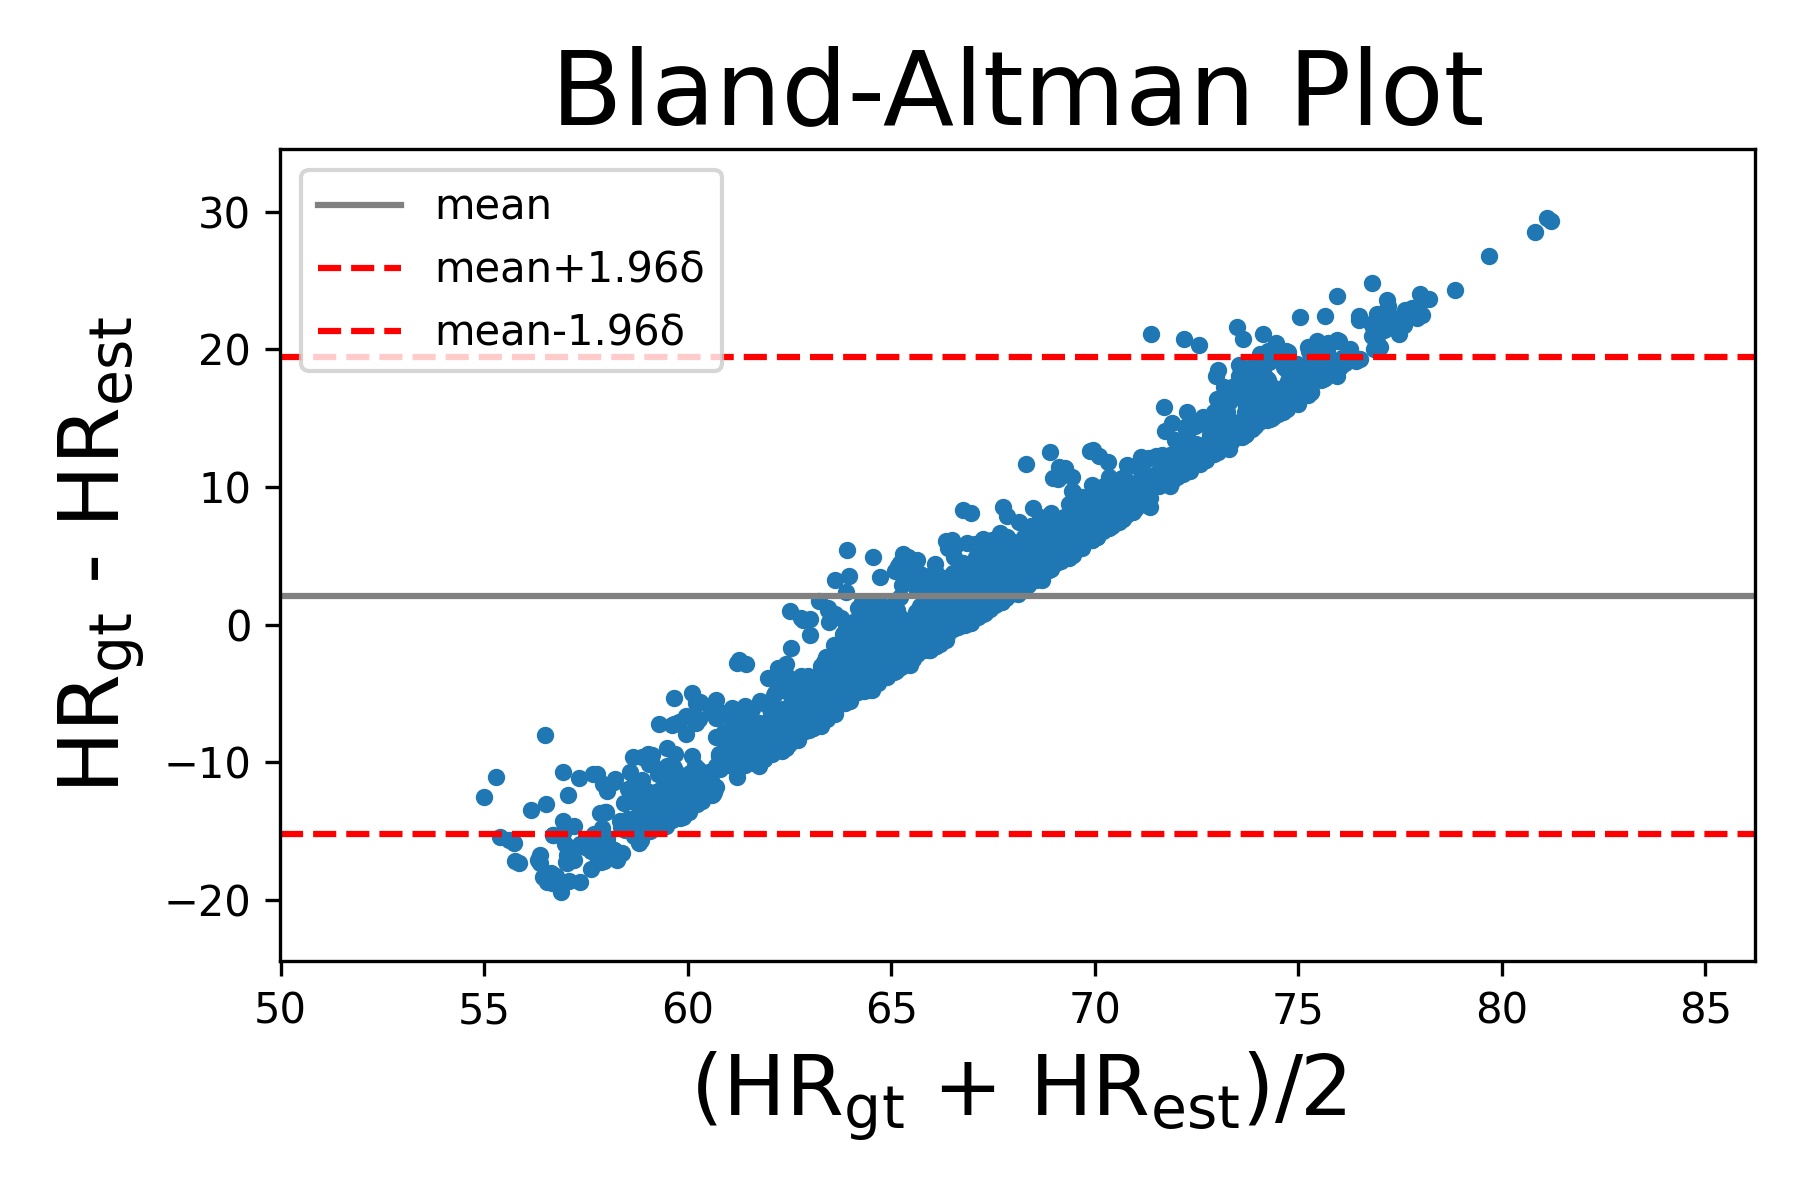 Bland-Altman Plot
mean
mean+1.96δ
mean-1.96δ
HRgt - HRest
30
20
10
0
−10
−20
50 55 60 65 70 75 80 85
(HRgt + HRest)/2